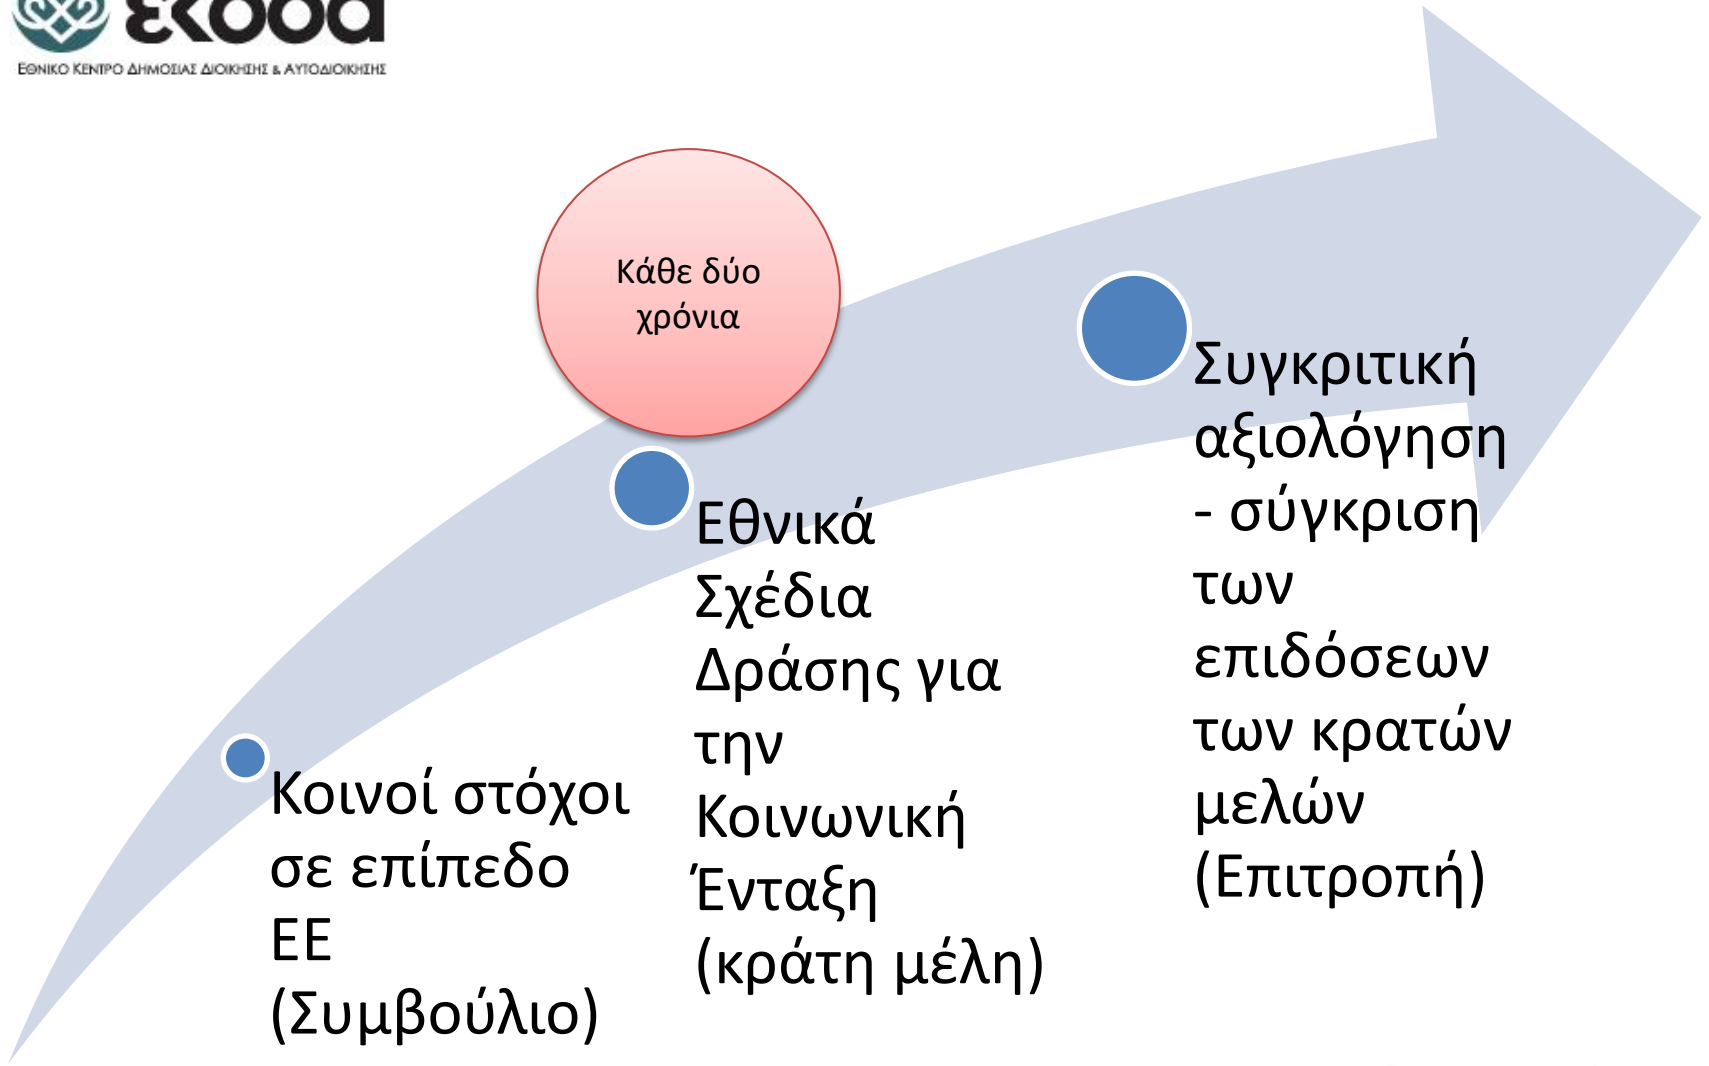 εκδδα
ΕΘΝΙΚΟ ΚΕΝΤΡΟ ΔΗΜΟΣΙΑΣ ΔΙΟΙΚΗΣΗΣ & ΑΥΤΟΔΙΟΙΚΗΣΗΣ
Κάθε δύο
χρόνια
Κοινοί στόχοι
σε επίπεδο
ΕΕ
(Συμβούλιο)
Εθνικά
Σχέδια
Δράσης για
την
Κοινωνική
Ένταξη
(κράτη μέλη)
Συγκριτική
αξιολόγηση
- σύγκριση
των
επιδόσεων
των κρατών
μελών
(Επιτροπή)